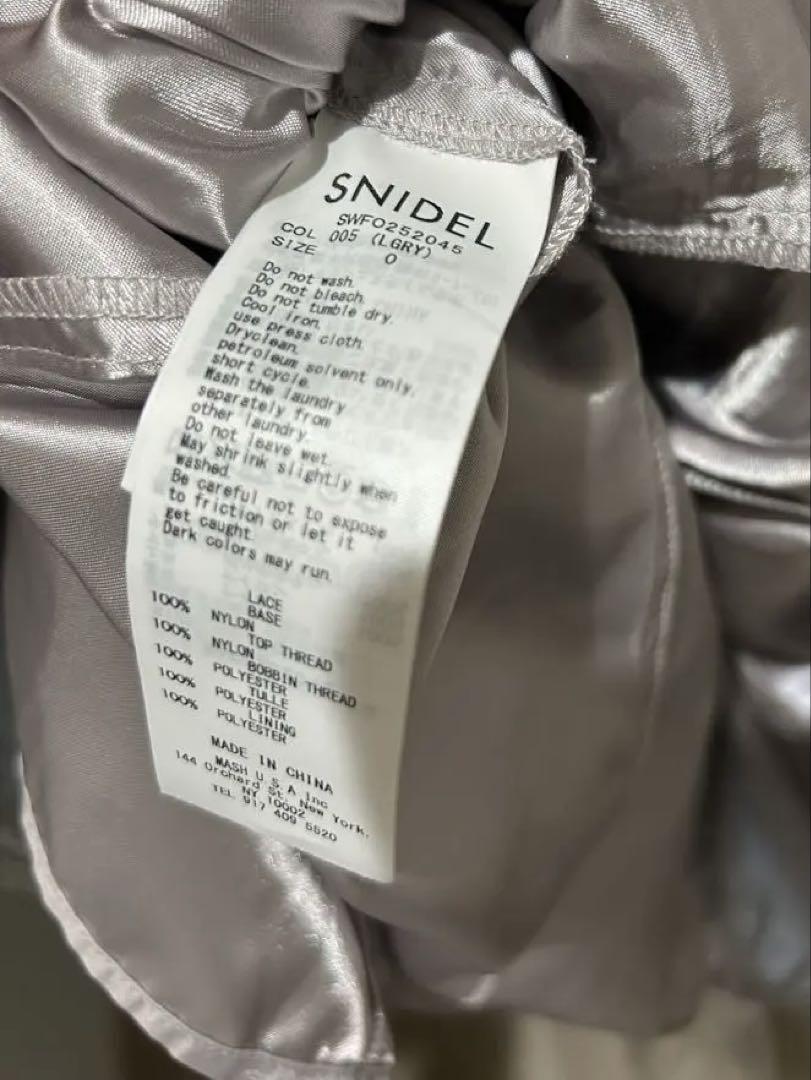 SNIDEL
SWFO252045
COL 005 (LGRY)
SIZE 0
Do not wash.
Do not bleach.
Do not tumble dry.
Cool iron.
use press cloth.
Dryclean.
petroleum solvent only,
short cycle.
Wash the laundry
separately from
other laundry.
Do not leave wet.
May shrink slightly when
washed.
Be careful not to expose
to friction or let it
get caught.
Dark colors may run.
LACE
BASE
100% NYLON
TOP THREAD
100% NYLON
BOBBIN THREAD
100% POLYESTER
TULLE
100% POLYESTER
LINING
100% POLYESTER
MADE IN CHINA
MASH U.S.A Inc
144 Orchard St. New York.
NY 10002
TEL 917 409 5520